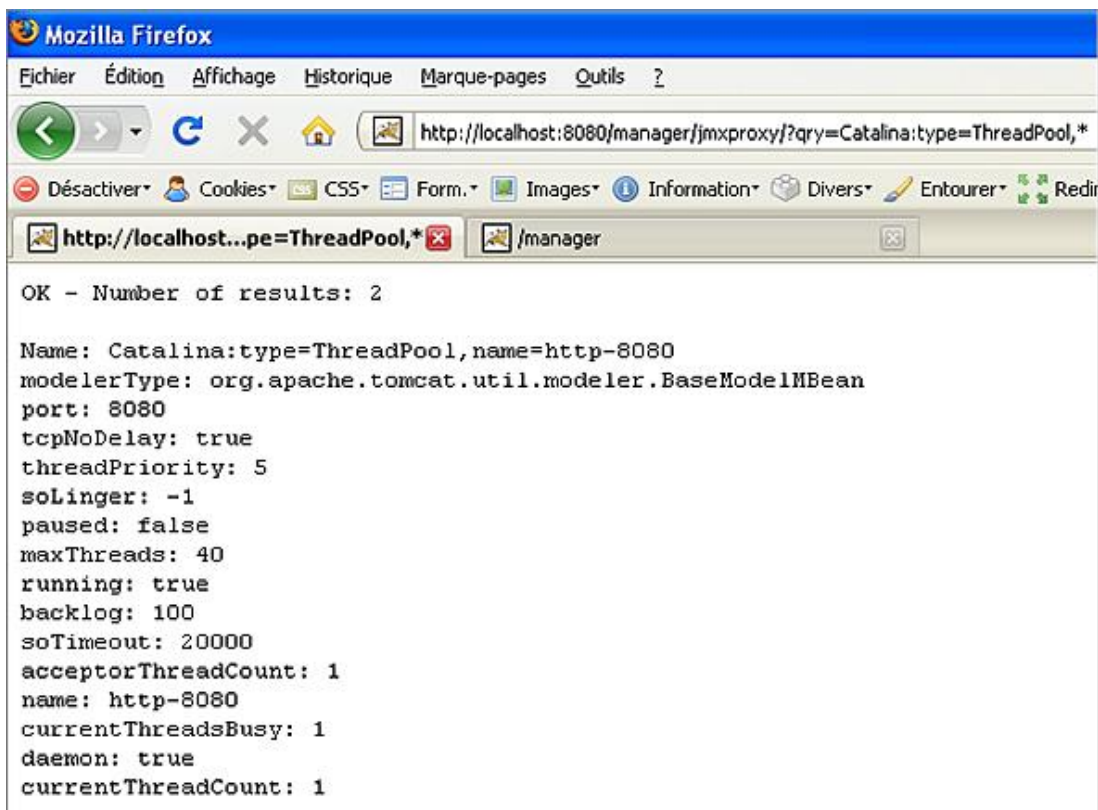 Mozilla Firefox
Fichier Édition Affichage Historique Marque-pages Outils ?
http://localhost:8080/manager/jmxproxy/?qry=Catalina:type=ThreadPool,*
Désactiver Cookies CSS Form. Images Information Divers Entourer Redir
http://localhost...pe=ThreadPool,* /manager
OK - Number of results: 2
Name: Catalina:type=ThreadPool,name=http-8080
modelerType: org.apache.tomcat.util.modeler.BaseModelMBean
port: 8080
tcpNoDelay: true
threadPriority: 5
soLinger: -1
paused: false
maxThreads: 40
running: true
backlog: 100
soTimeout: 20000
acceptorThreadCount: 1
name: http-8080
currentThreadsBusy: 1
daemon: true
currentThreadCount: 1